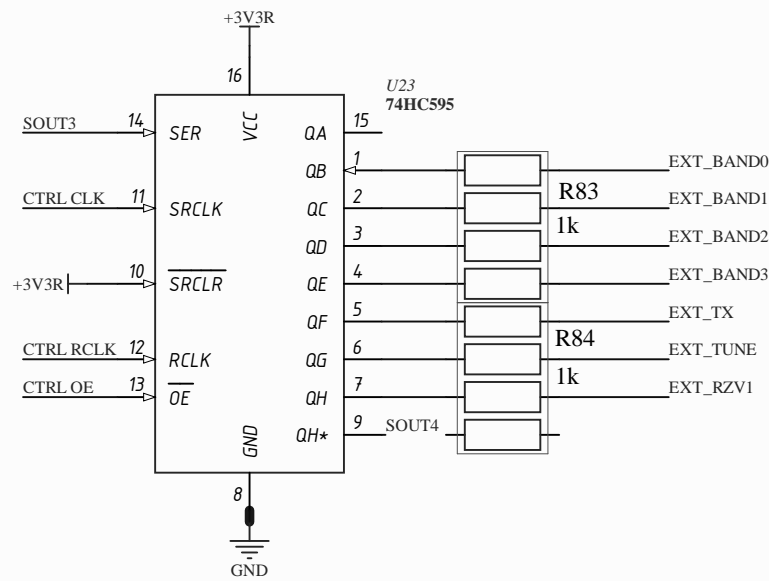 +3V3R
U23
74HC595
16
VCC
SOUT3 14 SER QA 15
QB 1 EXT_BAND0
R83
CTRL CLK 11 SRCLK QC 2 EXT_BAND1
1k
QD 3 EXT_BAND2
+3V3R 10 SRCLR QE 4 EXT_BAND3
QF 5 EXT_TX
R84
CTRL RCLK 12 RCLK QG 6 EXT_TUNE
1k
CTRL OE 13 OE QH 7 EXT_RZV1
QH* 9 SOUT4
GND
8
GND